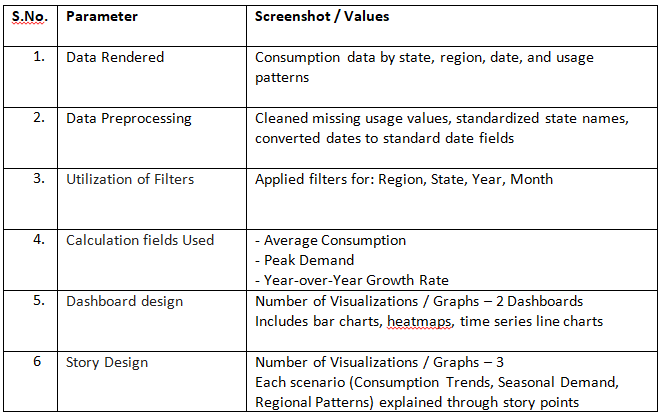 S.No. Parameter Screenshot / Values
1. Data Rendered Consumption data by state, region, date, and usage
patterns
2. Data Preprocessing Cleaned missing usage values, standardized state names,
converted dates to standard date fields
3. Utilization of Filters Applied filters for: Region, State, Year, Month
4. Calculation fields Used - Average Consumption
- Peak Demand
- Year-over-Year Growth Rate
5. Dashboard design Number of Visualizations / Graphs – 2 Dashboards
Includes bar charts, heatmaps, time series line charts
6 Story Design Number of Visualizations / Graphs – 3
Each scenario (Consumption Trends, Seasonal Demand,
Regional Patterns) explained through story points